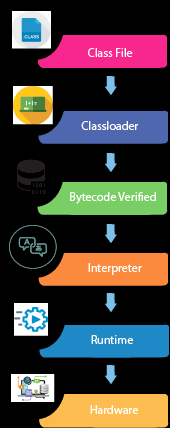 CLASS
Class File
Classloader
Bytecode Verified
Interpreter
Runtime
Hardware